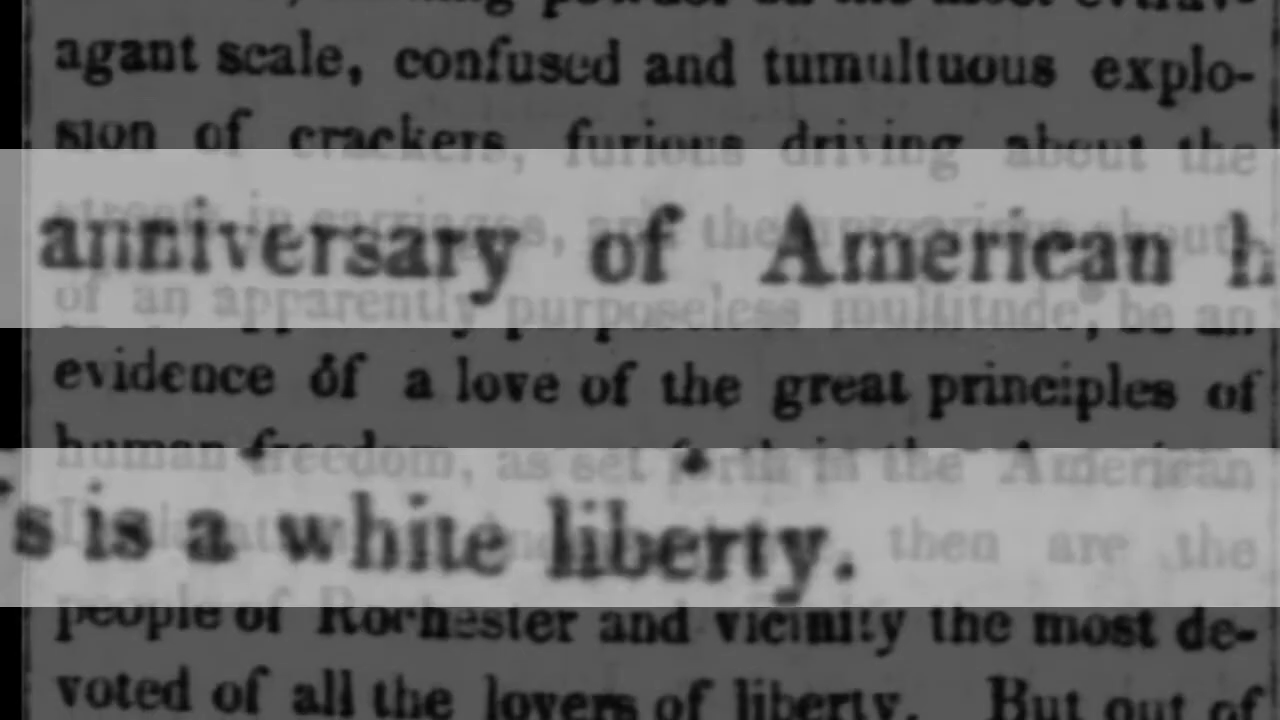 agant scale, confused and tumultuous explo-
sion of crackers, furious driving about the
anniversary of American
of an apparently purposeless multitude, be an
evidence of a love of the great principles of
human freedom, as set forth in the American
s is a white liberty.
then are the
people of Rochester and vicinity the most de-
voted of all the lovers of liberty. But out of